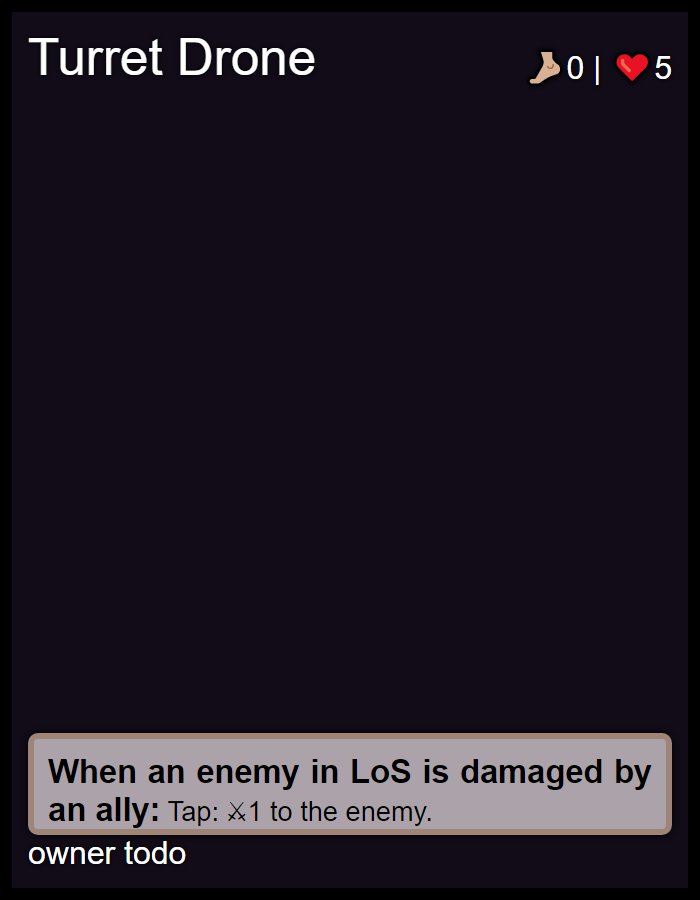 Turret Drone
🦶🏼0 | ❤️5
When an enemy in LoS is damaged by
an ally: Tap: ⚔1 to the enemy.
owner todo